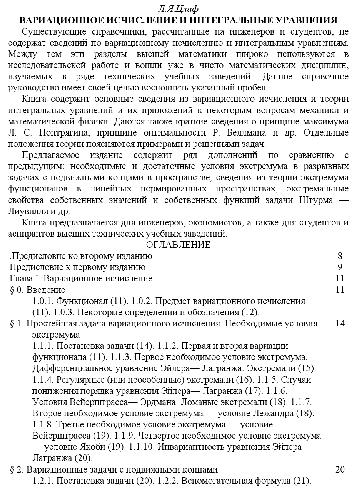 Л.Я.Цлаф
ВАРИАЦИОННОЕ ИСЧИСЛЕНИЕ И ИНТЕГРАЛЬНЫЕ УРАВНЕНИЯ
Существующие справочники, рассчитанные на инженеров и студентов, не
содержат сведений по вариационному исчислению и интегральным уравнениям.
Между тем эти разделы высшей математики широко используются в
исследовательской работе и вошли уже в число математических дисциплин,
изучаемых в ряде технических учебных заведений. Данное справочное
руководство имеет своей целью восполнить указанный пробел.
Книга содержит основные сведения из вариационного исчисления и теории
интегральных уравнений и их приложений к некоторым вопросам механики и
математической физики. Даются также краткие сведения о принципе максимума
Л. С. Понтрягина, принципе оптимальности Р. Беллмана и др. Отдельные
положения теории поясняются примерами и решениями задач.
Предлагаемое издание содержит ряд дополнений по сравнению с
предыдущим: необходимые и достаточные условия экстремума в разрывных
задачах с подвижными концами в пространстве, сведения из теории экстремума
функционалов в линейных нормированных пространствах, экстремальные
свойства собственных значений и собственных функций задачи Штурма —
Лиувилля и др.
Книга предназначается для инженеров, экономистов, а также для студентов и
аспирантов высших технических учебных заведений.
ОГЛАВЛЕНИЕ
Предисловие ко второму изданию 8
Предисловие к первому изданию 9
Глава 1. Вариационное исчисление 11
§ 0. Введение 11
1.0.1. Функционал (11). 1.0.2. Предмет вариационного исчисления
(11). 1.0.3. Некоторые определения и обозначения (12).
§ 1. Простейшая задача вариационного исчисления. Необходимые условия 14
экстремума
1.1.1. Постановка задачи (14). 1.1.2. Первая и вторая вариации
функционала (11). 1.1.3. Первое необходимое условие экстремума.
Дифференциальное уравнение Эйлера— Лагранжа. Экстремали (15).
1.1.4. Регулярные (или неособенные) экстремали (16). 1.1.5. Случаи
понижения порядка уравнения Эйлера— Лагранжа (17). 1.1.6.
Условия Вейерштрасса— Эрдмана. Ломаные экстремали (18). 1.1.7.
Второе необходимое условие экстремума— условие Лежандра (18).
1.1.8. Третье необходимое условие экстремума — условие
Вейерштрасса (19). 1.1.9. Четвертое необходимое условие экстремума
— условие Якоби (19). 1.1.10. Инвариантность уравнения Эйлера—
Лагранжа (20).
§ 2. Вариационные задачи с подвижными концами 20
1.2.1. Постановка задачи (20). 1.2.2. Вспомогательная формула (21).